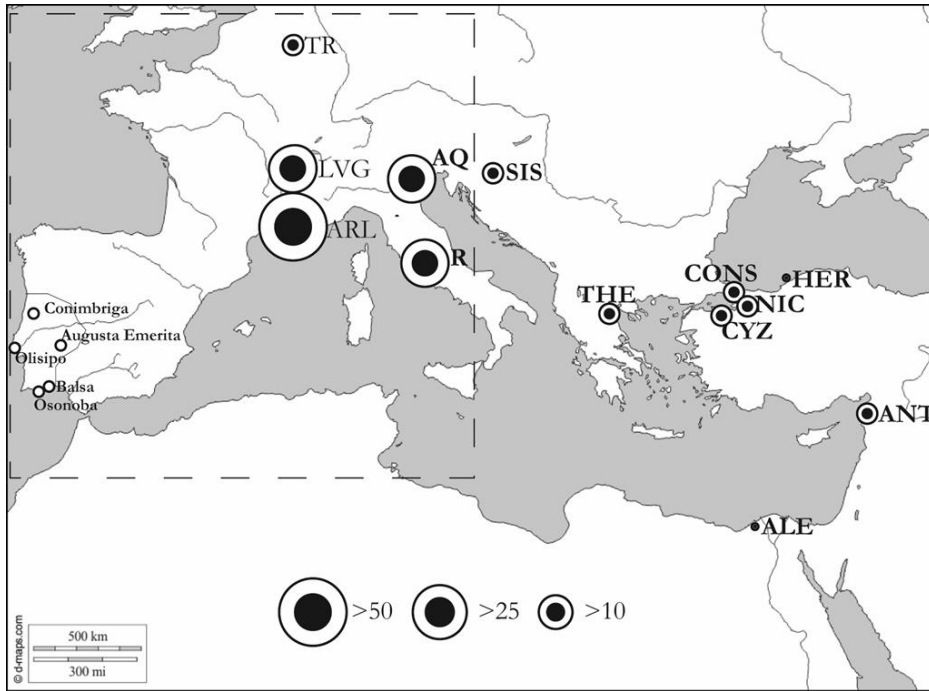 TR
LVG
AQ
SIS
ARL
R
CONS
HER
THE
NIC
CYZ
Conimbriga
Augusta Emerita
Olisipo
Balsa
Osonoba
ANT
ALE
>50
>25
>10
500 km
300 mi
© d-maps.com